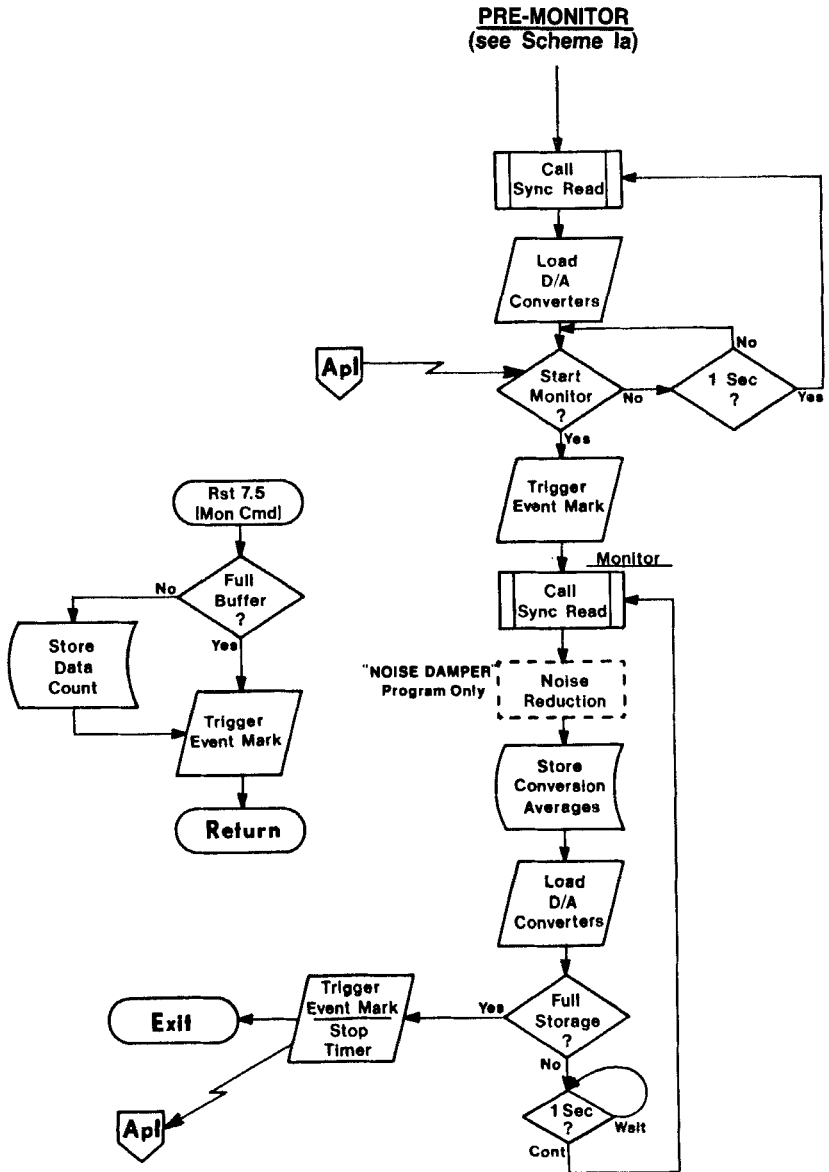 PRE-MONITOR
(see Scheme Ia)
Call
Sync Read
Load
D/A
Converters
Apl
Start
Monitor
?
No
Yes
1 Sec
?
No
Yes
Trigger
Event Mark
Rst 7.5
[Mon Cmd]
Full
Buffer
?
No
Yes
Store
Data
Count
Trigger
Event Mark
Return
Monitor
Call
Sync Read
"NOISE DAMPER"
Program Only
Noise
Reduction
Store
Conversion
Averages
Load
D/A
Converters
Full
Storage
?
Yes
No
Trigger
Event Mark
Stop
Timer
Exit
Apl
1 Sec
?
Wait
Cont